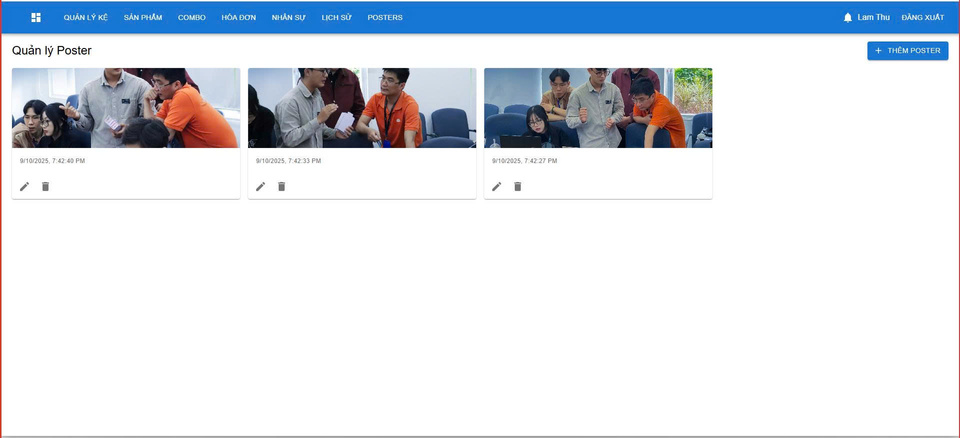 QUẢN LÝ KỆ SẢN PHẨM COMBO HÓA ĐƠN NHÂN SỰ LỊCH SỬ POSTERS Lam Thu ĐĂNG XUẤT
Quản lý Poster + THÊM POSTER
9/10/2025, 7:42:40 PM 9/10/2025, 7:42:33 PM 9/10/2025, 7:42:27 PM